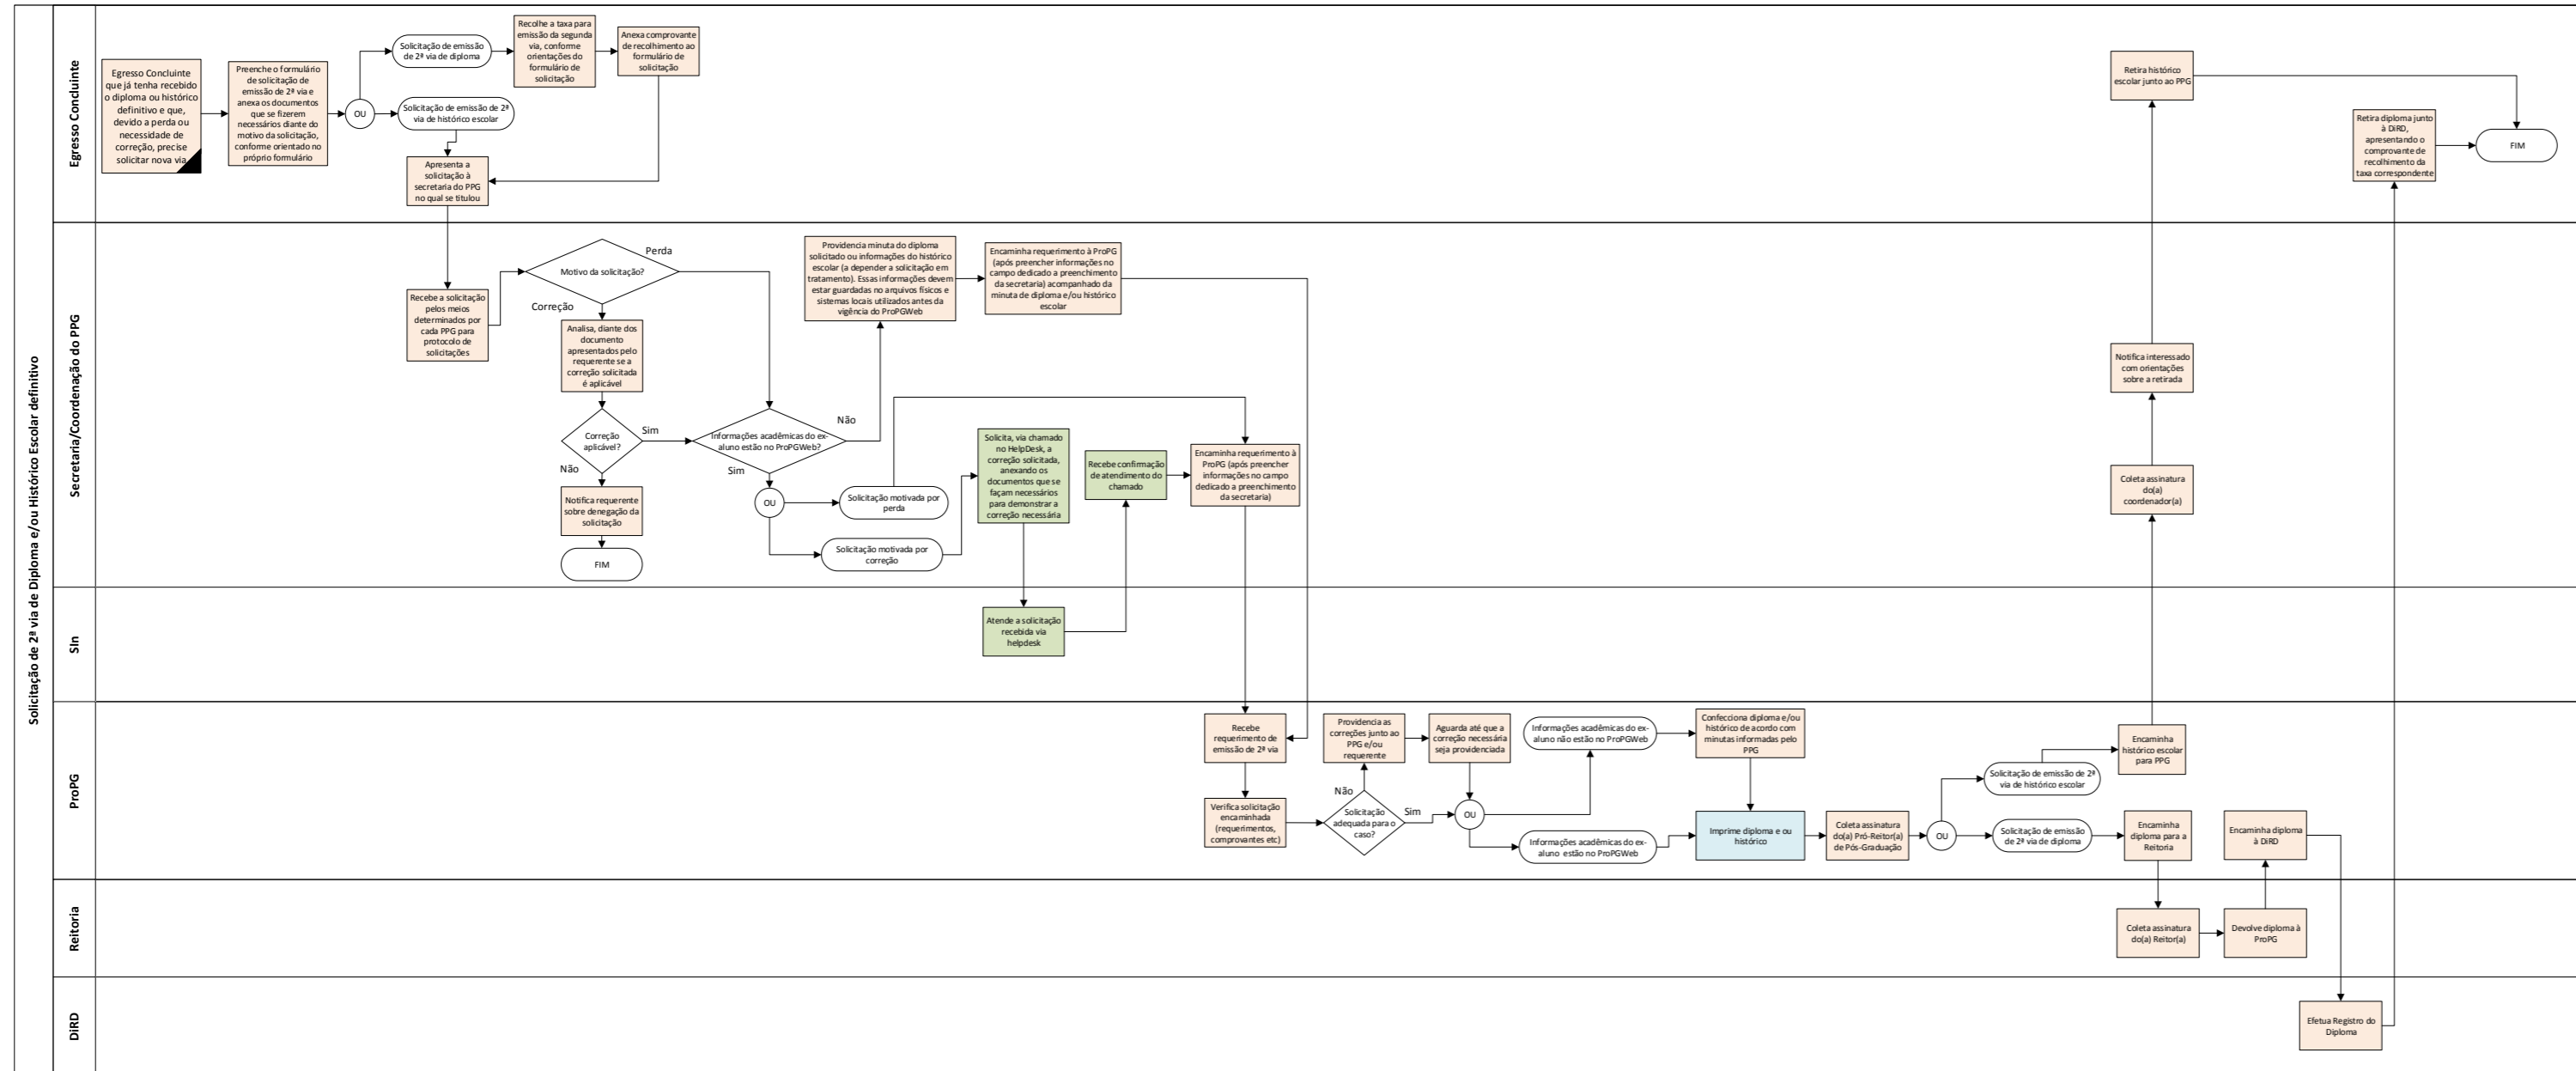 Solicitação de 2ª via de Diploma e/ou Histórico Escolar definitivo
Egresso Concluinte
Egresso Concluinte
que já tenha recebido
o diploma ou histórico
definitivo e que,
devido a perda ou
necessidade de
correção, precise
solicitar nova via
Preenche o formulário
de solicitação de
emissão de 2ª via e
anexa os documentos
que se fizerem
necessários diante do
motivo da solicitação,
conforme orientado no
próprio formulário
OU
Solicitação de emissão
de 2ª via de diploma
Recolhe a taxa para
emissão da segunda
via, conforme
orientações do
formulário de
solicitação
Anexa comprovante
de recolhimento ao
formulário de
solicitação
Solicitação de emissão de 2ª
via de histórico escolar
Apresenta a
solicitação à
secretaria do PPG
no qual se titulou
Retira histórico
escolar junto ao PPG
Retira diploma junto
à DiRD,
apresentando o
comprovante de
recolhimento da
taxa correspondente
FIM
Secretaria/Coordenação do PPG
Recebe a solicitação
pelos meios
determinados por
cada PPG para
protocolo de
solicitações
Motivo da solicitação?
Perda
Correção
Analisa, diante dos
documento
apresentados pelo
requerente se a
correção solicitada
é aplicável
Correção
aplicável?
Sim
Não
Notifica requerente
sobre denegação da
solicitação
FIM
Informações acadêmicas do ex-
aluno estão no ProPGWeb?
Não
Sim
Providencia minuta do diploma
solicitado ou informações do histórico
escolar (a depender a solicitação em
tratamento). Essas informações devem
estar guardadas no arquivos físicos e
sistemas locais utilizados antes da
vigência do ProPGWeb
Encaminha requerimento à ProPG
(após preencher informações no
campo dedicado a preenchimento
da secretaria) acompanhado da
minuta de diploma e/ou histórico
escolar
OU
Solicitação motivada por
perda
Solicitação motivada por
correção
Solicita, via chamado
no HelpDesk, a
correção solicitada,
anexando os
documentos que se
façam necessários
para demonstrar a
correção necessária
Recebe confirmação
de atendimento do
chamado
Encaminha requerimento à
ProPG (após preencher
informações no campo
dedicado a preenchimento
da secretaria)
Notifica interessado
com orientações
sobre a retirada
Coleta assinatura
do(a)
coordenador(a)
SIn
Atende a solicitação
recebida via
helpdesk
ProPG
Recebe
requerimento de
emissão de 2ª via
Verifica solicitação
encaminhada
(requerimentos,
comprovantes etc)
Solicitação
adequada para o
caso?
Não
Sim
Providencia as
correções junto ao
PPG e/ou
requerente
Aguarda até que a
correção necessária
seja providenciada
OU
Informações acadêmicas do ex-
aluno não estão no ProPGWeb
Informações acadêmicas do ex-
aluno estão no ProPGWeb
Confecciona diploma e/ou
histórico de acordo com
minutas informadas pelo
PPG
Imprime diploma e ou
histórico
Coleta assinatura
do(a) Pró-Reitor(a)
de Pós-Graduação
OU
Solicitação de emissão de 2ª
via de histórico escolar
Solicitação de emissão
de 2ª via de diploma
Encaminha
histórico escolar
para PPG
Encaminha
diploma para a
Reitoria
Encaminha diploma
à DiRD
Reitoria
Coleta assinatura
do(a) Reitor(a)
Devolve diploma à
ProPG
DiRD
Efetua Registro do
Diploma